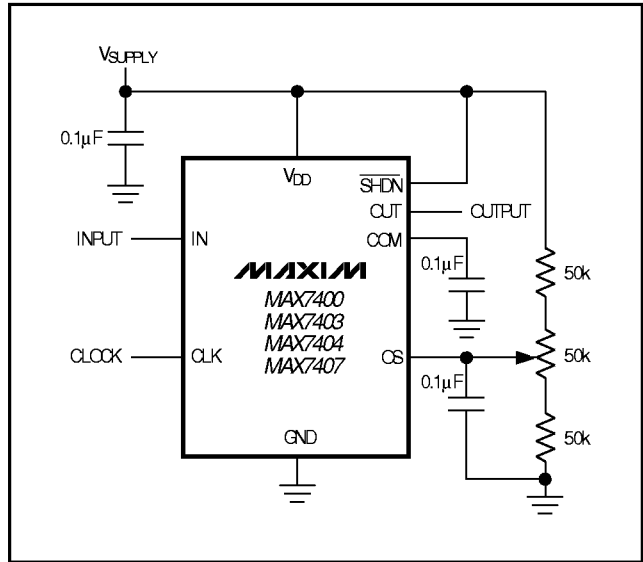 VSUPPLY
0.1µF
VDD
SHDN
INPUT
IN
OUT
OUTPUT
COM
MAXIM
MAX7400
MAX7403
MAX7404
MAX7407
0.1µF
50k
CLOCK
CLK
OS
50k
0.1µF
GND
50k